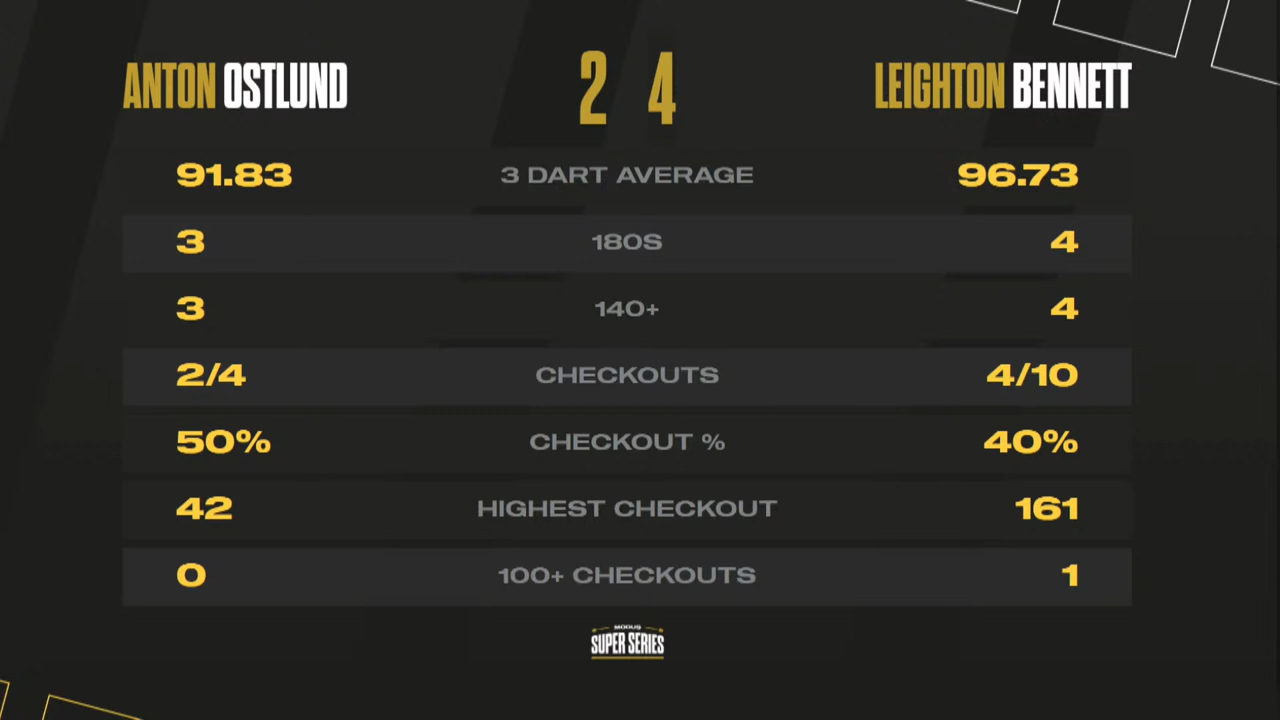 ANTON OSTLUND 2 4 LEIGHTON BENNETT
91.83 3 DART AVERAGE 96.73
3 180S 4
3 140+ 4
2/4 CHECKOUTS 4/10
50% CHECKOUT % 40%
42 HIGHEST CHECKOUT 161
0 100+ CHECKOUTS 1
MODUS
SUPER SERIES